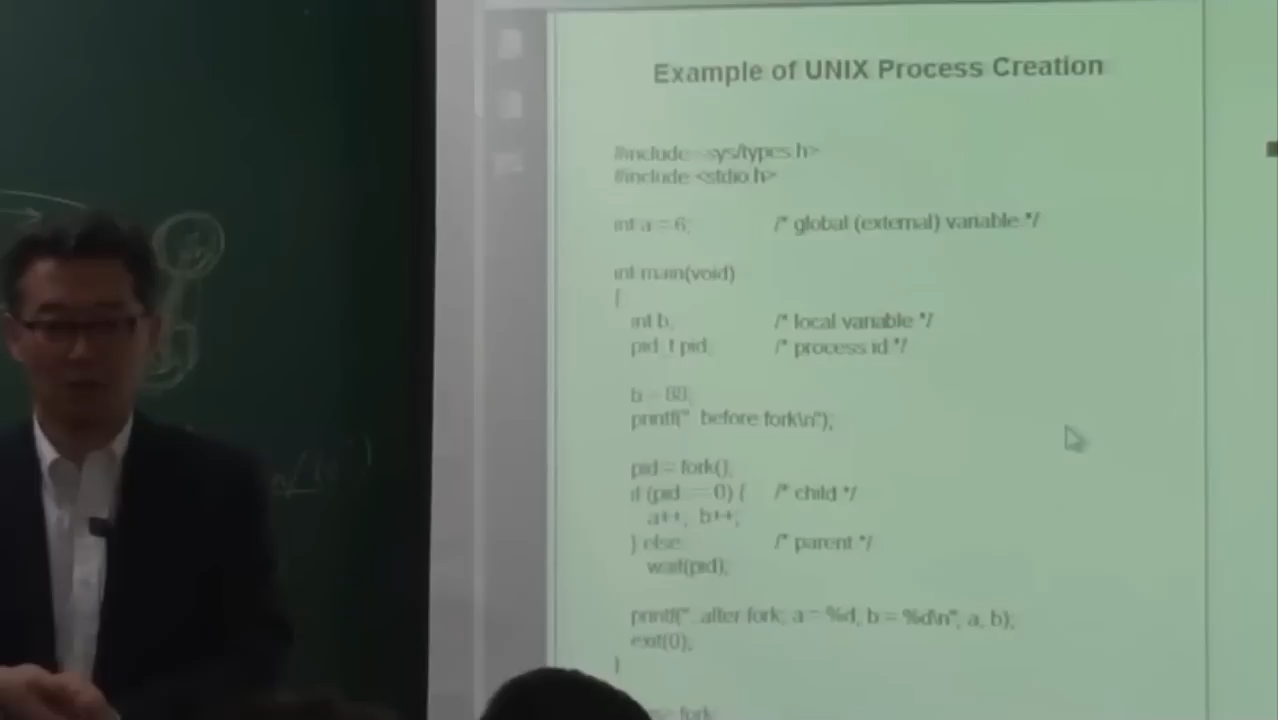 Example of UNIX Process Creation
#include <sys/types.h>
#include <stdio.h>
int a = 6; /* global (external) variable */
int main(void)
{
int b; /* local variable */
pid_t pid; /* process id */
b = 88;
printf("..before fork\n");
pid = fork();
if (pid == 0) { /* child */
a++; b++;
} else /* parent */
wait(pid);
printf("..after fork, a = %d, b = %d\n", a, b);
exit(0);
}
fork